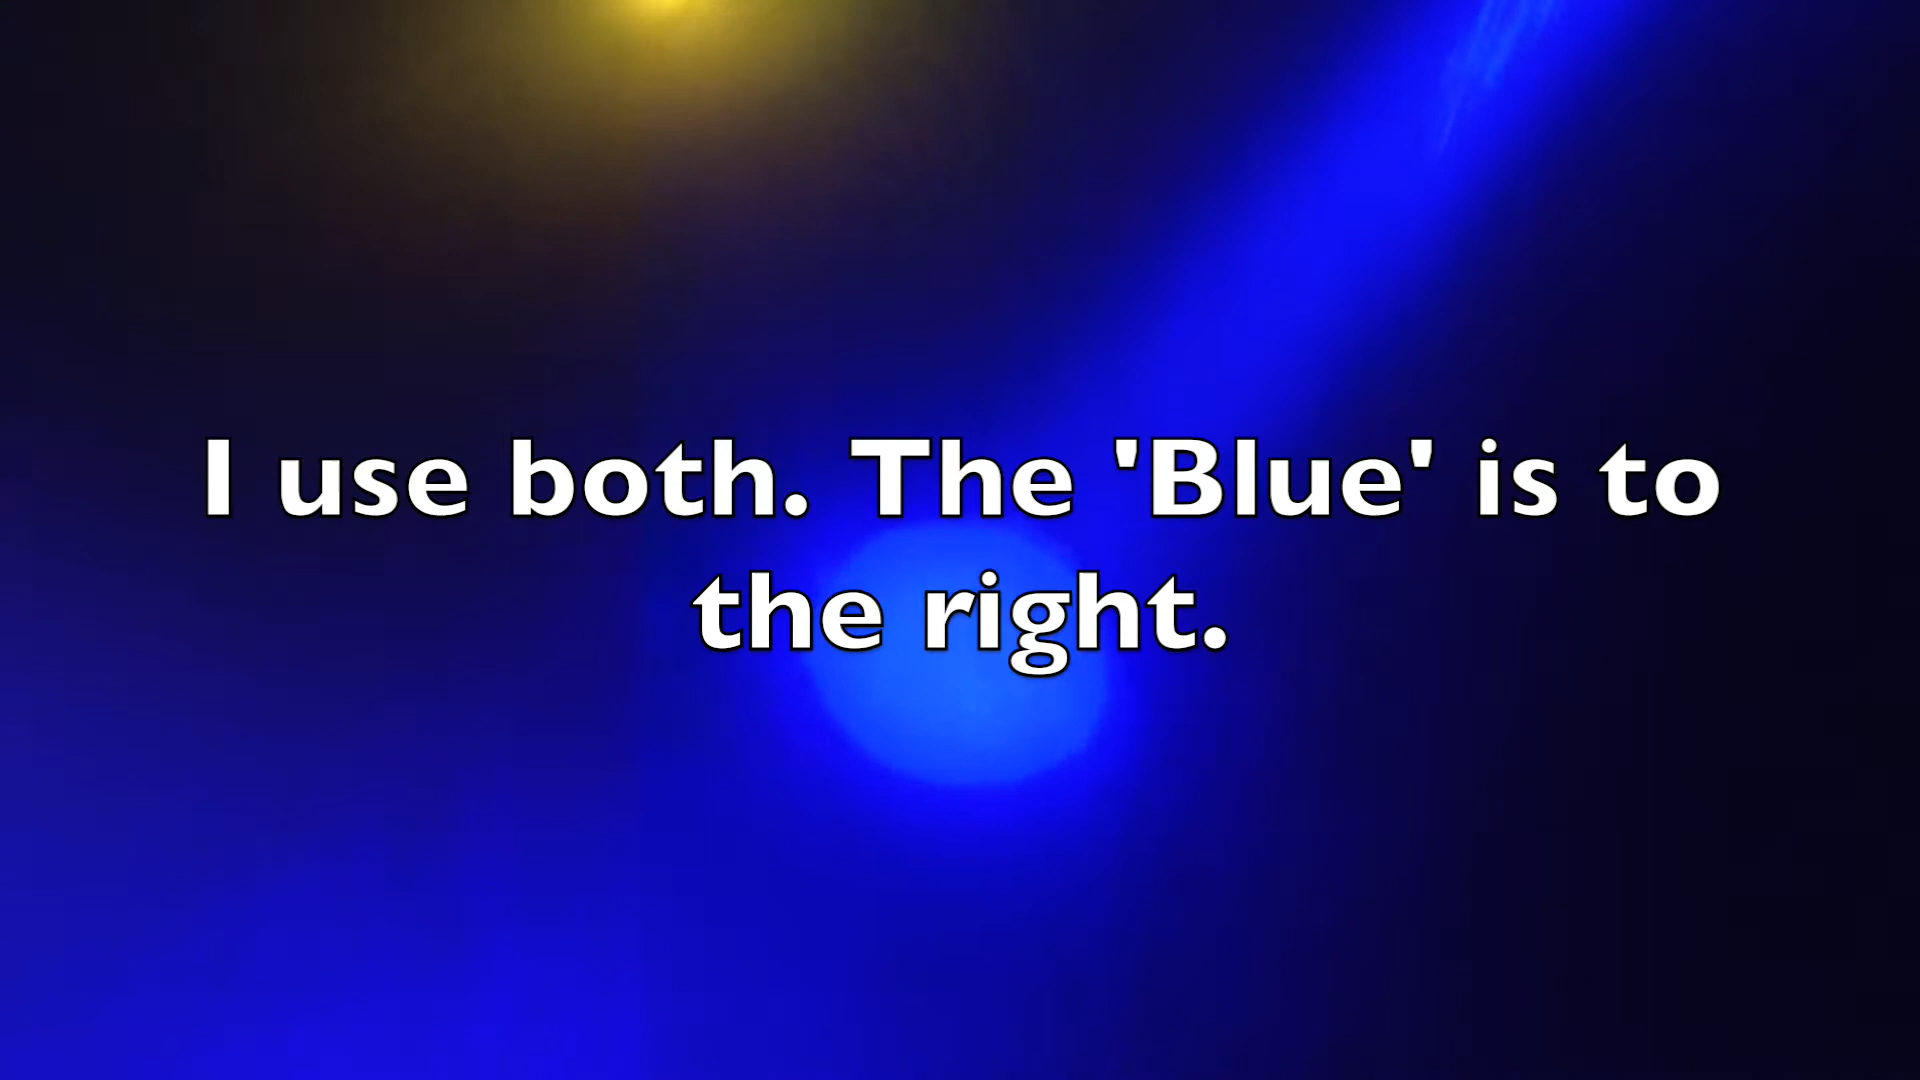 I use both. The 'Blue' is to
the right.